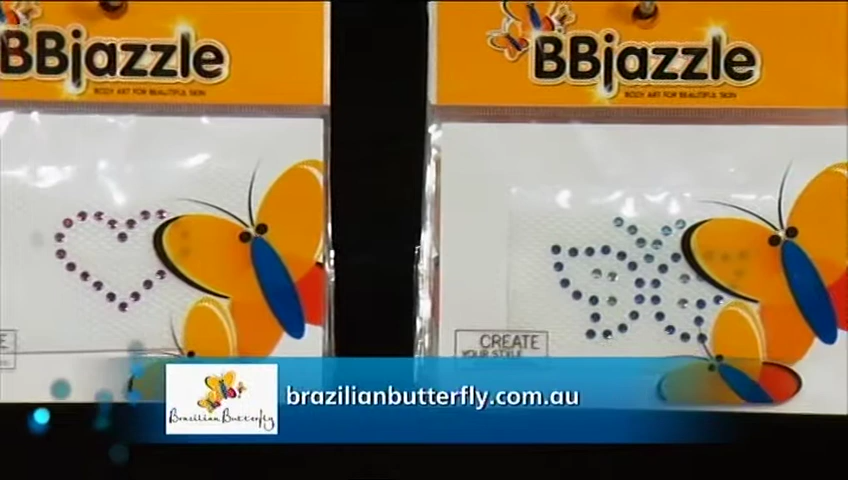 BBjazzle
BODY ART FOR BEAUTIFUL SKIN
BBjazzle
BODY ART FOR BEAUTIFUL SKIN
CREATE
YOUR STYLE
Brazilian Butterfly
brazilianbutterfly.com.au